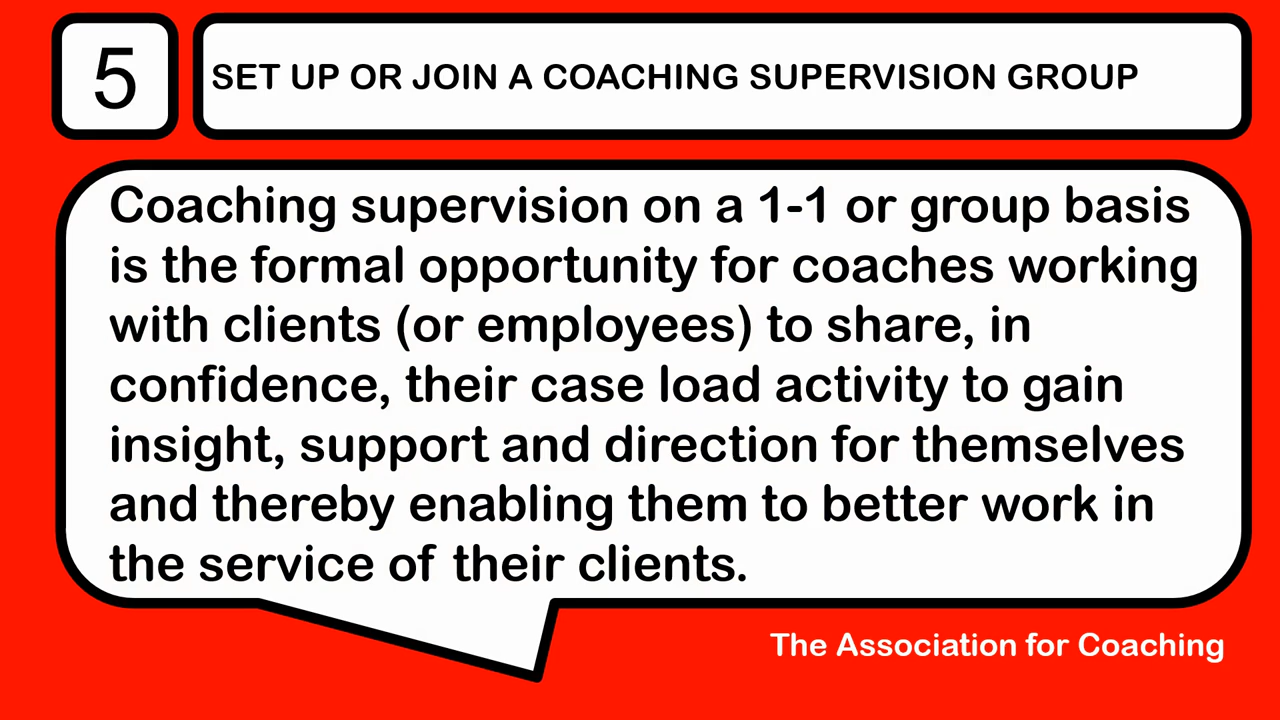 5
SET UP OR JOIN A COACHING SUPERVISION GROUP
Coaching supervision on a 1-1 or group basis
is the formal opportunity for coaches working
with clients (or employees) to share, in
confidence, their case load activity to gain
insight, support and direction for themselves
and thereby enabling them to better work in
the service of their clients.
The Association for Coaching